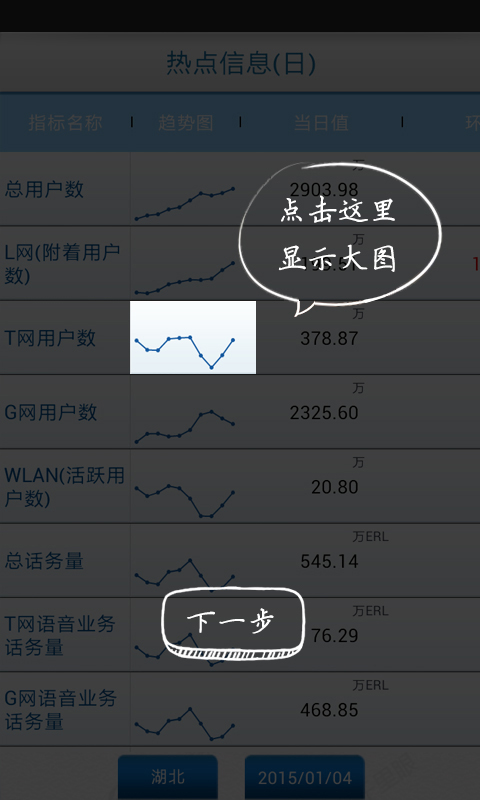 热点信息(日)
指标名称 趋势图 当日值 环
总用户数 万 2903.98
点击这里
显示大图
L网(附着用户
数) 万
T网用户数 万 378.87
G网用户数 万 2325.60
WLAN(活跃用
户数) 万 20.80
总话务量 万ERL 545.14
下一步
T网语音业务
话务量 万ERL 76.29
G网语音业务
话务量 万ERL 468.85
湖北 2015/01/04